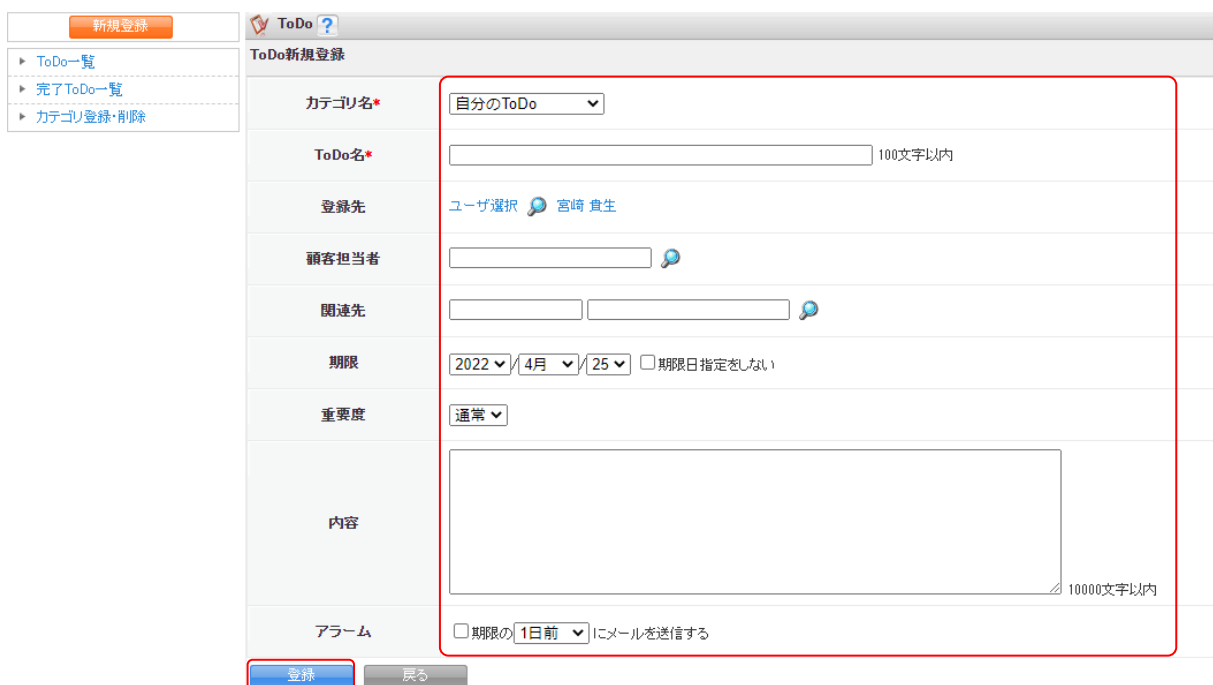 新規登録
ToDo一覧
完了ToDo一覧
カテゴリ登録・削除
ToDo ?
ToDo新規登録
カテゴリ名* 自分のToDo
ToDo名* 100文字以内
登録先 ユーザ選択 宮崎 貴生
顧客担当者
関連先
期限 2022 / 4月 / 25 期限日指定をしない
重要度 通常
内容 10000文字以内
アラーム 期限の 1日前 にメールを送信する
登録 戻る